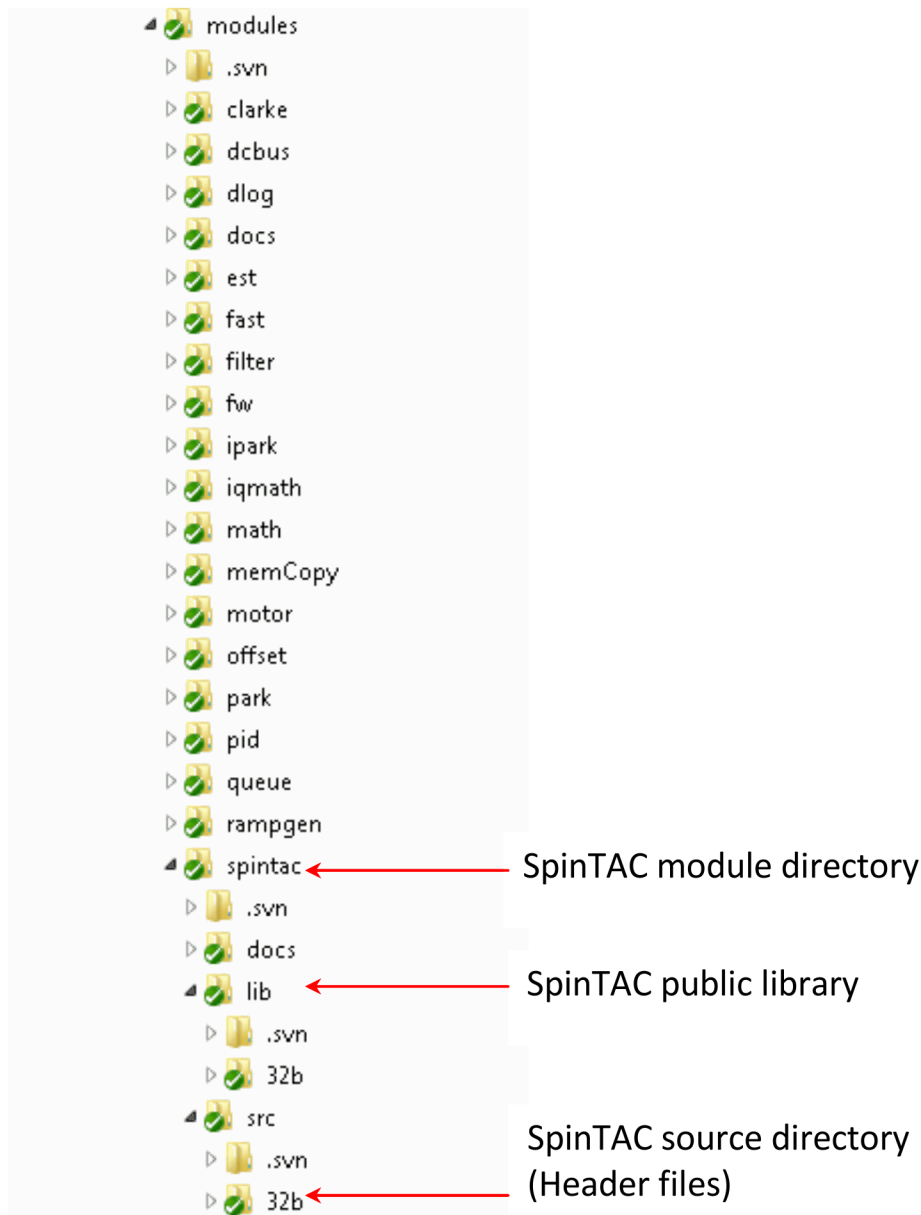 modules
.svn
clarke
dcbus
dlog
docs
est
fast
filter
fw
ipark
iqmath
math
memCopy
motor
offset
park
pid
queue
rampgen
spintac
SpinTAC module directory
.svn
docs
lib
SpinTAC public library
.svn
32b
src
.svn
SpinTAC source directory
(Header files)
32b